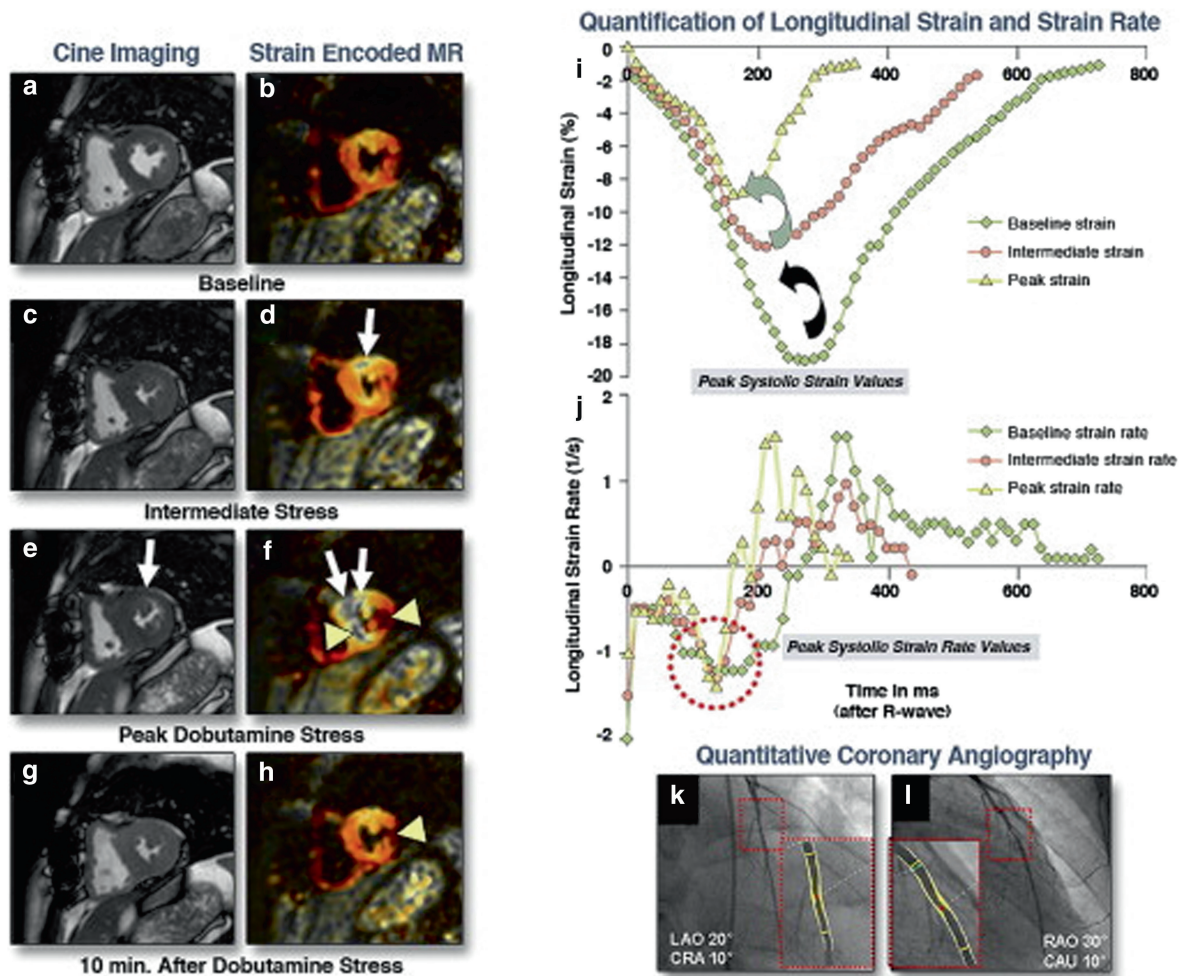 Quantification of Longitudinal Strain and Strain Rate
Cine Imaging
Strain Encoded MR
a
b
Baseline
c
d
Intermediate Stress
e
f
Peak Dobutamine Stress
g
h
10 min. After Dobutamine Stress
i
Longitudinal Strain (%)
0
-2
-4
-6
-8
-10
-12
-14
-16
-18
-20
0
200
400
600
800
Baseline strain
Intermediate strain
Peak strain
Peak Systolic Strain Values
j
Longitudinal Strain Rate (1/s)
2
1
0
-1
-2
0
200
400
600
800
Baseline strain rate
Intermediate strain rate
Peak strain rate
Peak Systolic Strain Rate Values
Time in ms
(after R-wave)
Quantitative Coronary Angiography
k
LAO 20°
CRA 10°
l
RAO 30°
CAU 10°